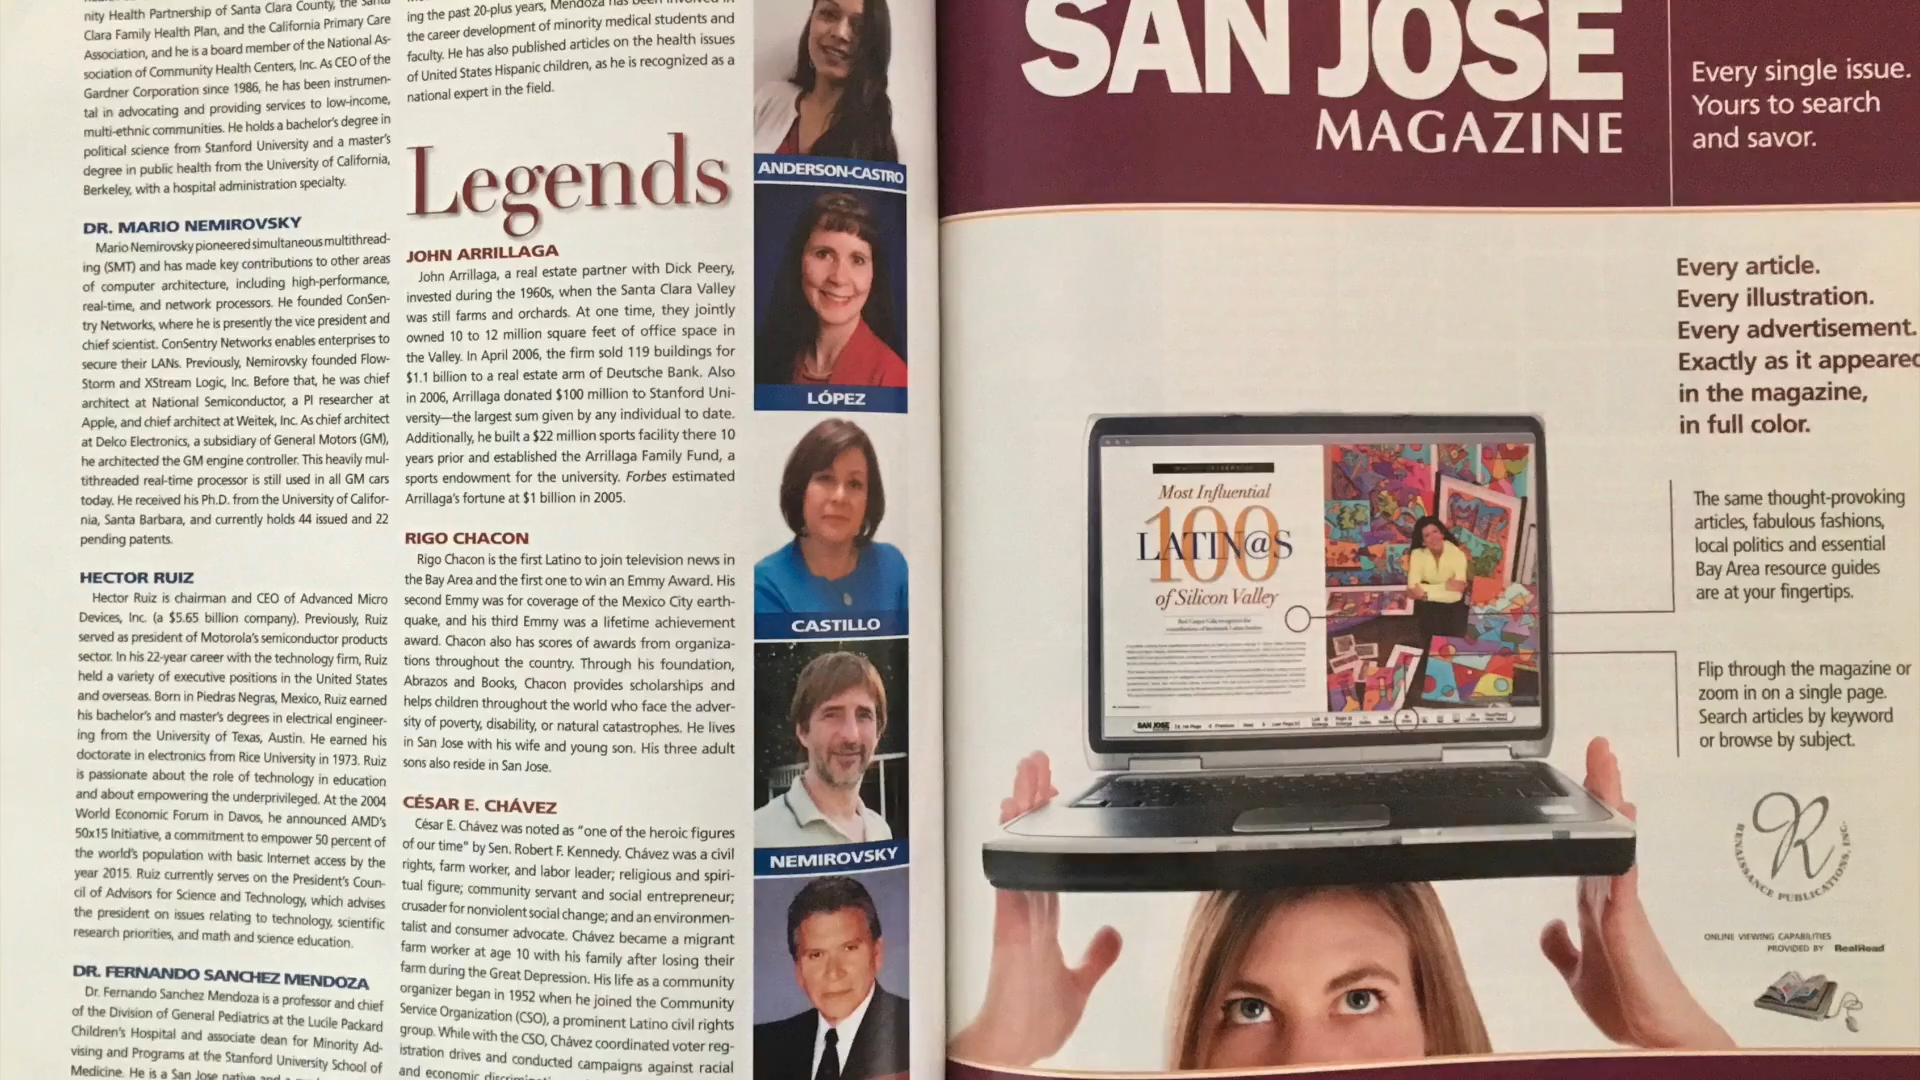 nity Health Partnership of Santa Clara County, the Santa
Clara Family Health Plan, and the California Primary Care
Association, and he is a board member of the National As-
sociation of Community Health Centers, Inc. As CEO of the
Gardner Corporation since 1986, he has been instrumen-
tal in advocating and providing services to low-income,
multi-ethnic communities. He holds a bachelor's degree in
political science from Stanford University and a master's
degree in public health from the University of California,
Berkeley, with a hospital administration specialty.
DR. MARIO NEMIROVSKY
Mario Nemirovsky pioneered simultaneous multithread-
ing (SMT) and has made key contributions to other areas
of computer architecture, including high-performance,
real-time, and network processors. He founded ConSen-
try Networks, where he is presently the vice president and
chief scientist. ConSentry Networks enables enterprises to
secure their LANs. Previously, Nemirovsky founded Flow-
Storm and XStream Logic, Inc. Before that, he was chief
architect at National Semiconductor, a PI researcher at
Apple, and chief architect at Weitek, Inc. As chief architect
at Delco Electronics, a subsidiary of General Motors (GM),
he architected the GM engine controller. This heavily mul-
tithreaded real-time processor is still used in all GM cars
today. He received his Ph.D. from the University of Califor-
nia, Santa Barbara, and currently holds 44 issued and 22
pending patents.
HECTOR RUIZ
Hector Ruiz is chairman and CEO of Advanced Micro
Devices, Inc. (a $5.65 billion company). Previously, Ruiz
served as president of Motorola's semiconductor products
sector. In his 22-year career with the technology firm, Ruiz
held a variety of executive positions in the United States
and overseas. Born in Piedras Negras, Mexico, Ruiz earned
his bachelor's and master's degrees in electrical engineer-
ing from the University of Texas, Austin. He earned his
doctorate in electronics from Rice University in 1973. Ruiz
is passionate about the role of technology in education
and about empowering the underprivileged. At the 2004
World Economic Forum in Davos, he announced AMD's
50x15 Initiative, a commitment to empower 50 percent of
the world's population with basic Internet access by the
year 2015. Ruiz currently serves on the President's Coun-
cil of Advisors for Science and Technology, which advises
the president on issues relating to technology, scientific
research priorities, and math and science education.
DR. FERNANDO SANCHEZ MENDOZA
Dr. Fernando Sanchez Mendoza is a professor and chief
of the Division of General Pediatrics at the Lucile Packard
Children's Hospital and associate dean for Minority Ad-
vising and Programs at the Stanford University School of
Medicine. He is a San Jose native and a
ing the past 20-plus years, Mendoza has been involved in
the career development of minority medical students and
faculty. He has also published articles on the health issues
of United States Hispanic children, as he is recognized as a
national expert in the field.
Legends
JOHN ARRILLAGA
John Arrillaga, a real estate partner with Dick Peery,
invested during the 1960s, when the Santa Clara Valley
was still farms and orchards. At one time, they jointly
owned 10 to 12 million square feet of office space in
the Valley. In April 2006, the firm sold 119 buildings for
$1.1 billion to a real estate arm of Deutsche Bank. Also
in 2006, Arrillaga donated $100 million to Stanford Uni-
versity—the largest sum given by any individual to date.
Additionally, he built a $22 million sports facility there 10
years prior and established the Arrillaga Family Fund, a
sports endowment for the university. Forbes estimated
Arrillaga's fortune at $1 billion in 2005.
RIGO CHACON
Rigo Chacon is the first Latino to join television news in
the Bay Area and the first one to win an Emmy Award. His
second Emmy was for coverage of the Mexico City earth-
quake, and his third Emmy was a lifetime achievement
award. Chacon also has scores of awards from organiza-
tions throughout the country. Through his foundation,
Abrazos and Books, Chacon provides scholarships and
helps children throughout the world who face the adver-
sity of poverty, disability, or natural catastrophes. He lives
in San Jose with his wife and young son. His three adult
sons also reside in San Jose.
CÉSAR E. CHÁVEZ
César E. Chávez was noted as "one of the heroic figures
of our time" by Sen. Robert F. Kennedy. Chávez was a civil
rights, farm worker, and labor leader; religious and spiri-
tual figure; community servant and social entrepreneur;
crusader for nonviolent social change; and an environmen-
talist and consumer advocate. Chávez became a migrant
farm worker at age 10 with his family after losing their
farm during the Great Depression. His life as a community
organizer began in 1952 when he joined the Community
Service Organization (CSO), a prominent Latino civil rights
group. While with the CSO, Chávez coordinated voter reg-
istration drives and conducted campaigns against racial
and economic
ANDERSON-CASTRO
LÓPEZ
CASTILLO
NEMIROVSKY
SAN JOSE
MAGAZINE
Every single issue.
Yours to search
and savor.
Every article.
Every illustration.
Every advertisement.
Exactly as it appeared
in the magazine,
in full color.
Most Influential
100
LATIN@S
of Silicon Valley
SAN JOSE
The same thought-provoking
articles, fabulous fashions,
local politics and essential
Bay Area resource guides
are at your fingertips.
Flip through the magazine or
zoom in on a single page.
Search articles by keyword
or browse by subject.
R
RENAISSANCE PUBLICATIONS, INC.
ONLINE VIEWING CAPABILITIES
PROVIDED BY RealRead